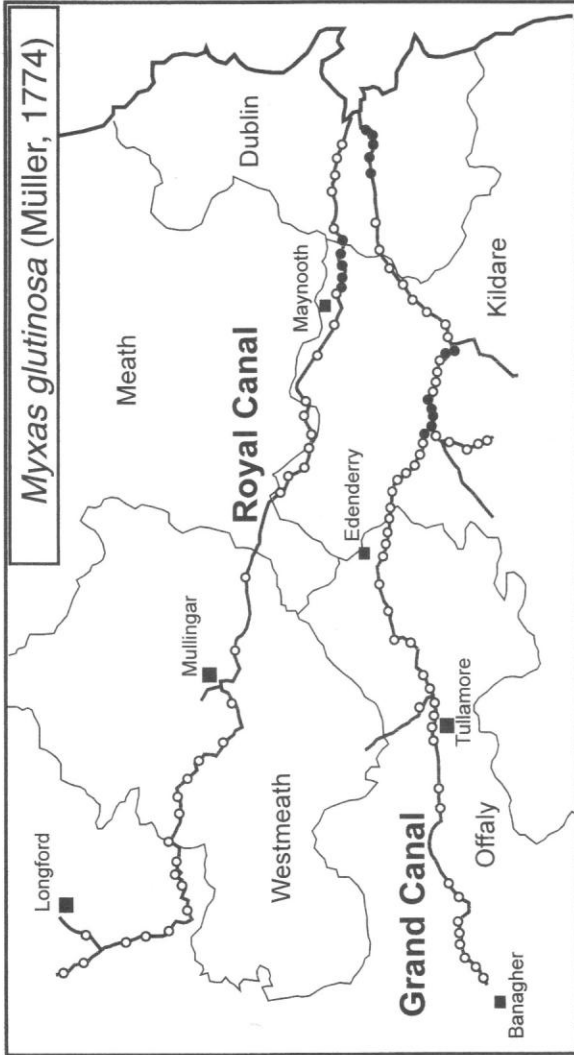 Myxas glutinosa (Müller, 1774)
Meath
Dublin
Maynooth
Royal Canal
Kildare
Edenderry
Mullingar
Longford
Westmeath
Tullamore
Offaly
Grand Canal
Banagher